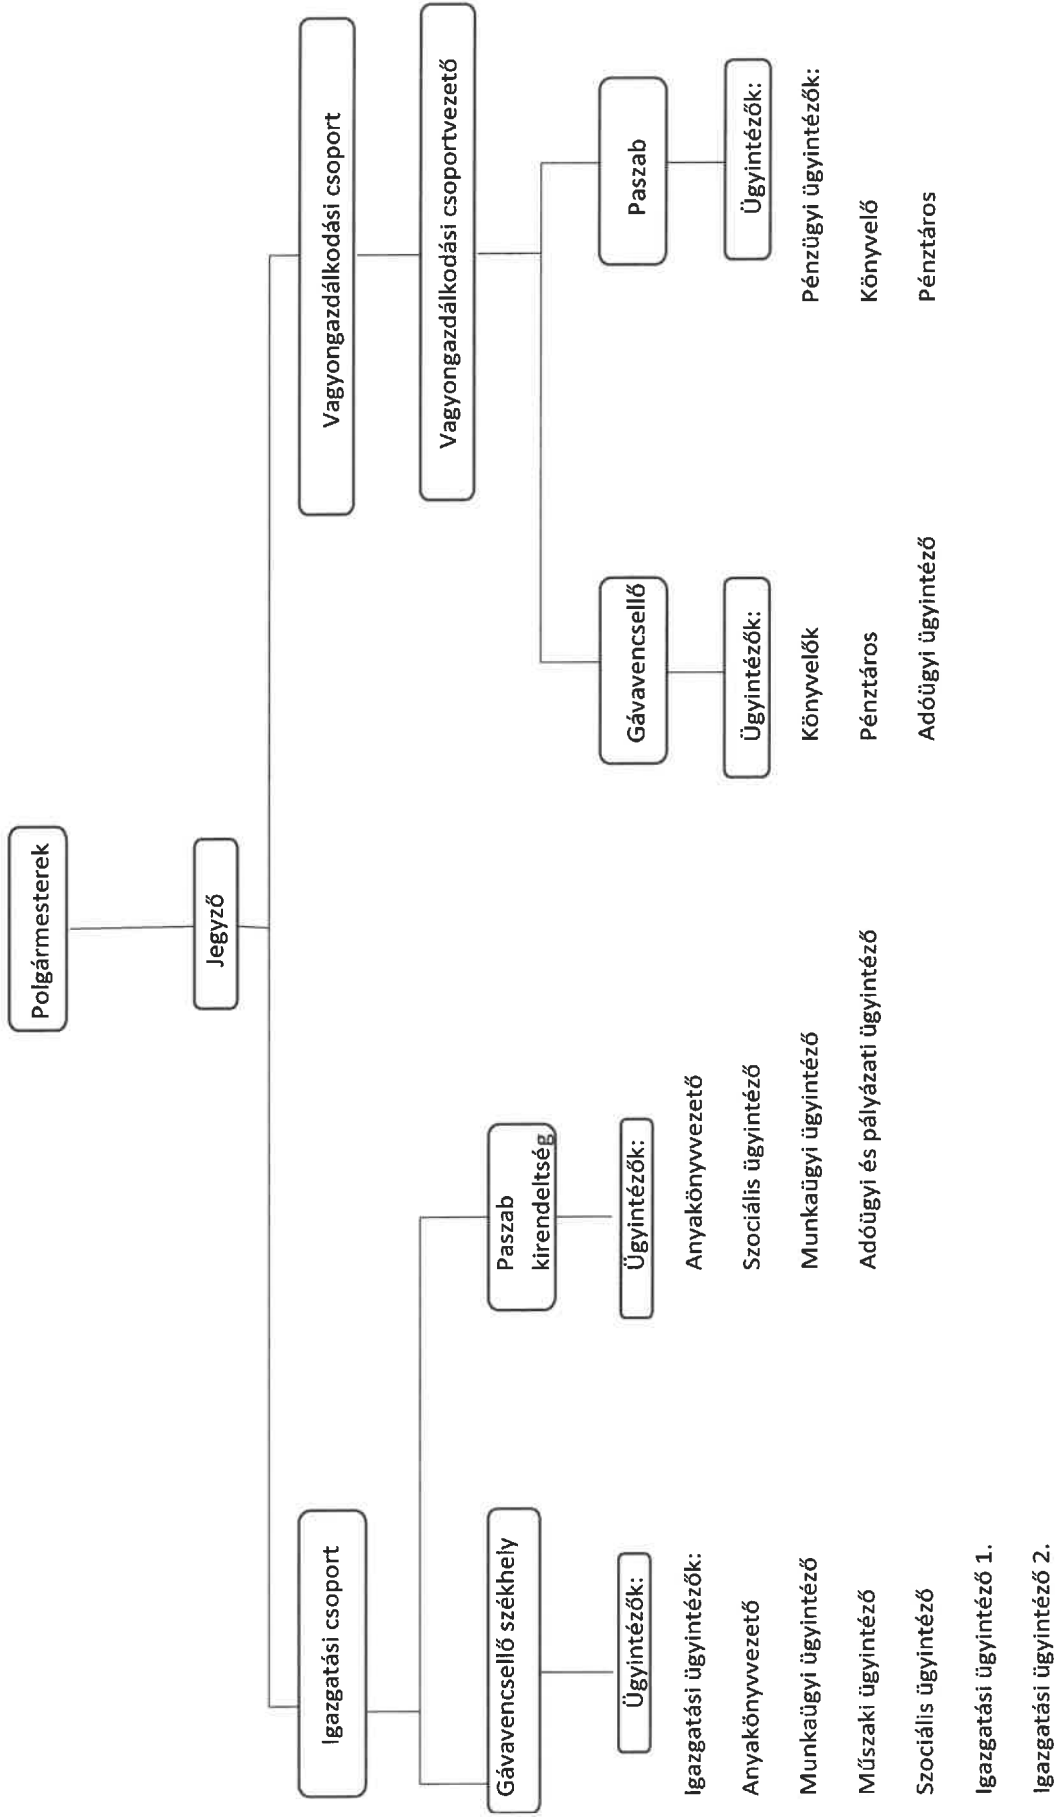 Polgármesterek
Jegyző
Igazgatási csoport
Vagyongazdálkodási csoport
Vagyongazdálkodási csoportvezető
Gávavencsellő székhely
Ügyintézők:
Igazgatási ügyintézők:
Anyakönyvvezető
Munkaügyi ügyintéző
Műszaki ügyintéző
Szociális ügyintéző
Igazgatási ügyintéző 1.
Igazgatási ügyintéző 2.
Paszab
kirendeltség
Ügyintézők:
Anyakönyvvezető
Szociális ügyintéző
Munkaügyi ügyintéző
Adóügyi és pályázati ügyintéző
Gávavencsellő
Ügyintézők:
Könyvelők
Pénztáros
Adóügyi ügyintéző
Paszab
Ügyintézők:
Pénzügyi ügyintézők:
Könyvelő
Pénztáros